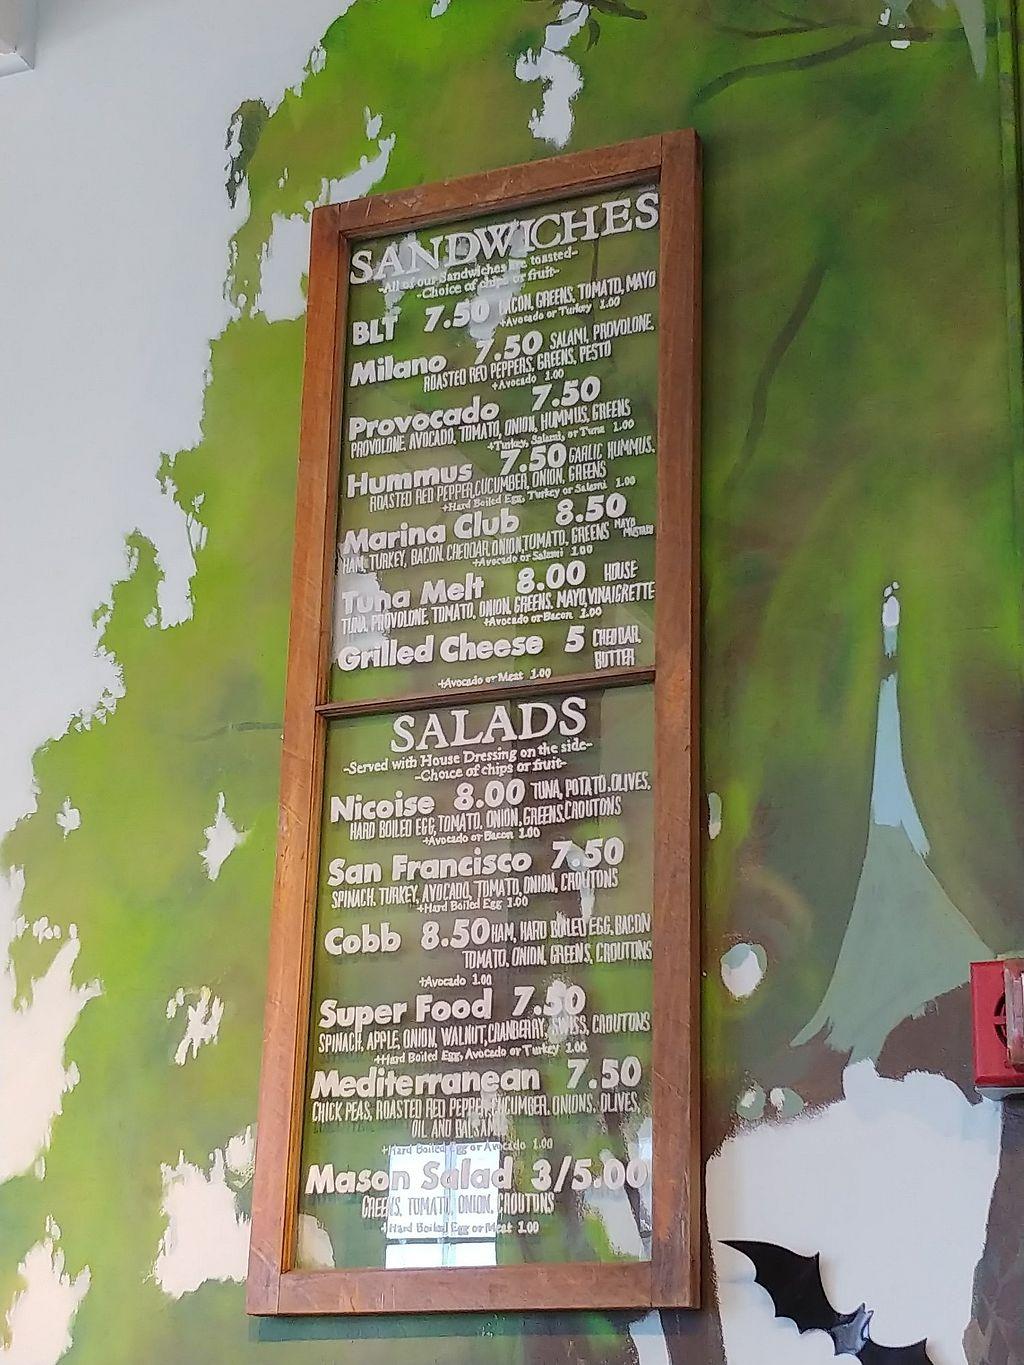 SANDWICHES
-All of our Sandwiches are toasted-
-Choice of chips or fruit-
BLT 7.50 BACON, GREENS, TOMATO, MAYO
+Avocado or Turkey 1.00
Milano 7.50 SALAMI, PROVOLONE,
ROASTED RED PEPPERS, GREENS, PESTO
+Avocado 1.00
Provocado 7.50
PROVOLONE, AVOCADO, TOMATO, ONION, HUMMUS, GREENS
+Turkey, Salami, or Tuna 1.00
Hummus 7.50 GARLIC HUMMUS,
ROASTED RED PEPPER, CUCUMBER, ONION, GREENS
+Hard Boiled Egg, Turkey or Salami 1.00
Marina Club 8.50
HAM, TURKEY, BACON, CHEDDAR, ONION, TOMATO, GREENS MAYO MUSTARD
+Avocado or Salami 1.00
Tuna Melt 8.00 HOUSE
TUNA, PROVOLONE, TOMATO, ONION, GREENS, MAYO, VINAIGRETTE
+Avocado or Bacon 1.00
Grilled Cheese 5 CHEDDAR,
BUTTER
+Avocado or Meat 1.00
SALADS
-Served with House Dressing on the side-
-Choice of chips or fruit-
Nicoise 8.00 TUNA, POTATO, OLIVES,
HARD BOILED EGG, TOMATO, ONION, GREENS, CROUTONS
+Avocado or Bacon 1.00
San Francisco 7.50
SPINACH, TURKEY, AVOCADO, TOMATO, ONION, CROUTONS
+Hard Boiled Egg 1.00
Cobb 8.50 HAM, HARD BOILED EGG, BACON
TOMATO, ONION, GREENS, CROUTONS
+Avocado 1.00
Super Food 7.50
SPINACH, APPLE, ONION, WALNUT, CRANBERRY, SWISS, CROUTONS
+Hard Boiled Egg, Avocado or Turkey 1.00
Mediterranean 7.50
CHICK PEAS, ROASTED RED PEPPER, CUCUMBER, ONIONS, OLIVES,
OIL AND BALSAMIC
+Hard Boiled Egg or Avocado 1.00
Mason Salad 3/5.00
GREENS, TOMATO, ONION, CROUTONS
+Hard Boiled Egg or Meat 1.00